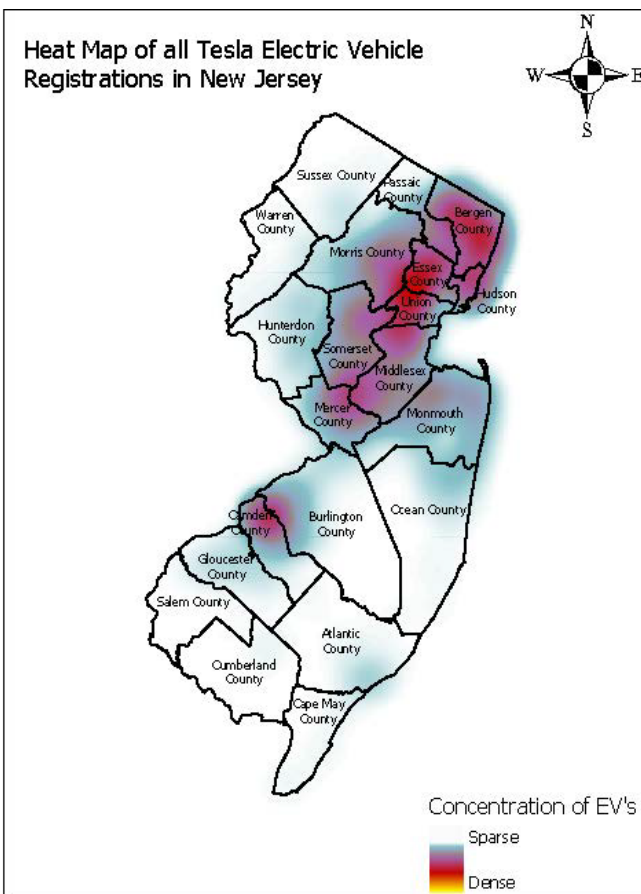 Heat Map of all Tesla Electric Vehicle
Registrations in New Jersey
N
W
E
S
Sussex County
Passaic
County
Bergen
County
Warren
County
Morris County
Essex
County
Hudson
County
Union
County
Hunterdon
County
Somerset
County
Middlesex
County
Mercer
County
Monmouth
County
Ocean County
Camden
County
Burlington
County
Gloucester
County
Salem County
Atlantic
County
Cumberland
County
Cape May
County
Concentration of EV's
Sparse
Dense